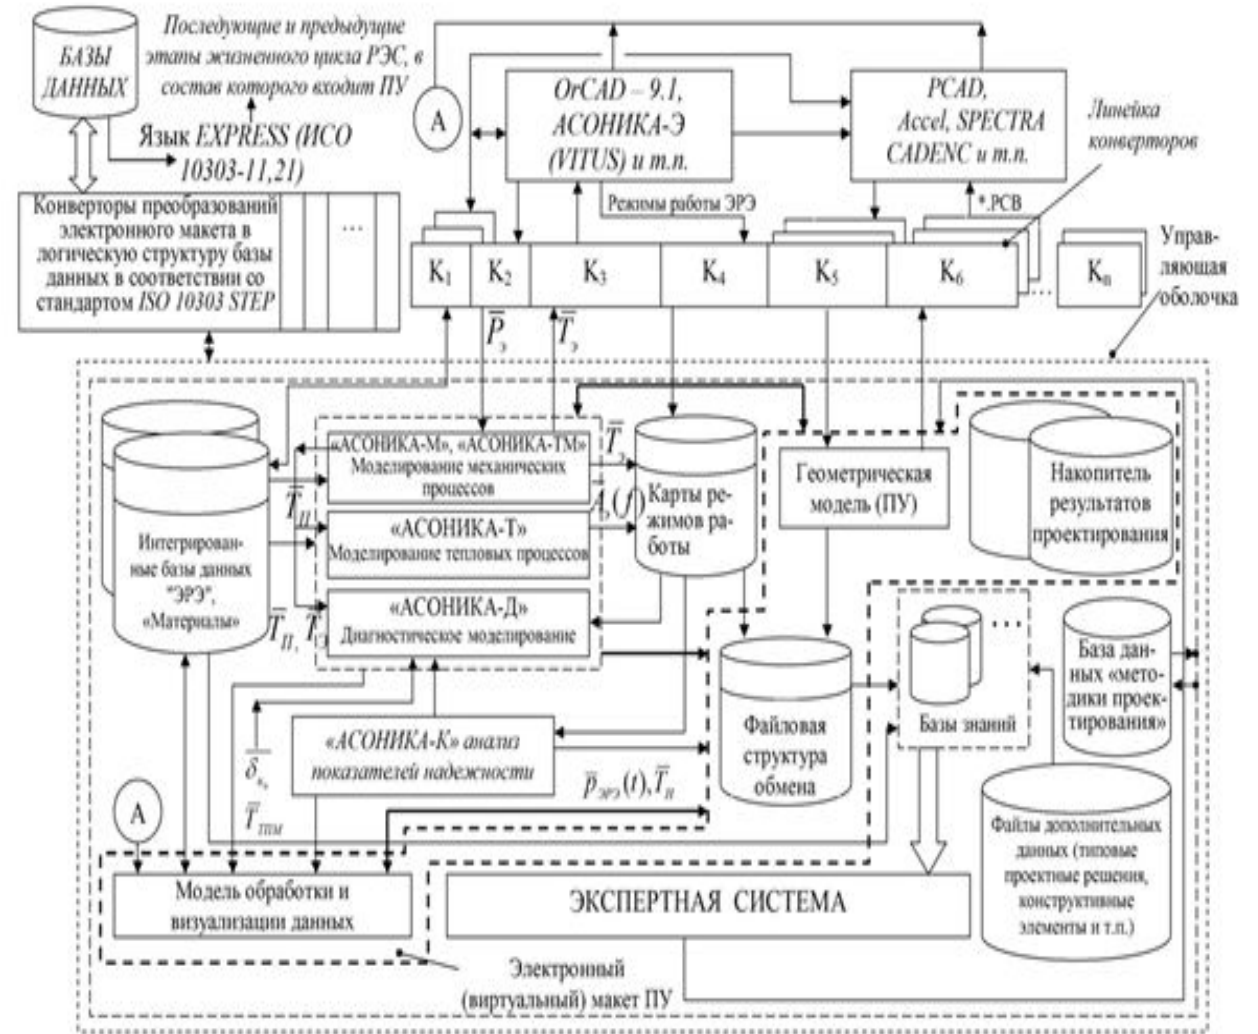 БАЗЫ
ДАННЫХ
Последующие и предыдущие
этапы жизненного цикла РЭС, в
состав которого входит ПУ
Язык EXPRESS (ИСО
10303-11,21)
A
OrCAD – 9.1,
АСОНИКА-Э
(VITUS) и т.п.
PCAD,
Accel, SPECTRA
CADENC и т.п.
Линейка
конверторов
Режимы работы ЭРЭ
*.PCB
Конверторы преобразований
электронного макета в
логическую структуру базы
данных в соответствии со
стандартом ISO 10303 STEP
...
K₁
K₂
K₃
K₄
K₅
K₆
....
Kₙ
Управ-
ляющая
оболочка
P̅э
T̅э
«АСОНИКА-М», «АСОНИКА-ТМ»
Моделирование механических
процессов
T̅э
T̅П
«АСОНИКА-Т»
Моделирование тепловых процессов
A̅э(f)
«АСОНИКА-Д»
Диагностическое моделирование
T̅П, T̅Э
Интегрирован-
ные базы данных
"ЭРЭ",
«Материалы»
Карты ре-
жимов ра-
боты
Геометрическая
модель (ПУ)
Накопитель
результатов
проектирования
...
Базы знаний
База дан-
ных «мето-
дики проек-
тирования»
«АСОНИКА-К» анализ
показателей надежности
Файловая
структура
обмена
p̅ЭРЭ(t), T̅П
T̅ТПМ
A
Файлы дополнительных
данных (типовые
проектные решения,
конструктивные
элементы и т.п.)
Модель обработки и
визуализации данных
ЭКСПЕРТНАЯ СИСТЕМА
Электронный
(виртуальный) макет ПУ